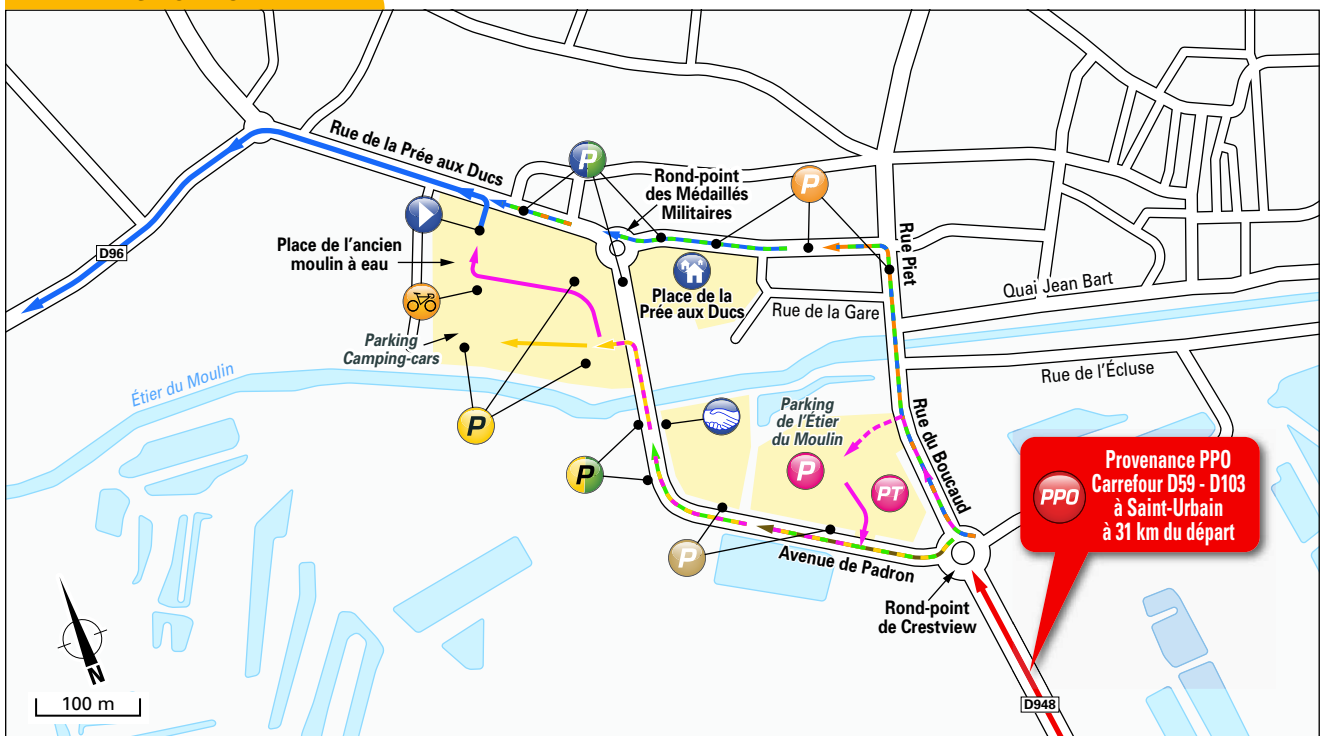 Rue de la Prée aux Ducs
P
Rond-point
des Médaillés
Militaires
P
D96
Place de l'ancien
moulin à eau
Rue Piet
Place de la
Prée aux Ducs
Quai Jean Bart
Rue de la Gare
Parking
Camping-cars
Étier du Moulin
Rue de l'Écluse
P
Parking
de l'Étier
du Moulin
Rue du Boucaud
P
P
PT
PPO
Provenance PPO
Carrefour D59 - D103
à Saint-Urbain
à 31 km du départ
P
Avenue de Padron
Rond-point
de Crestview
N
100 m
D948